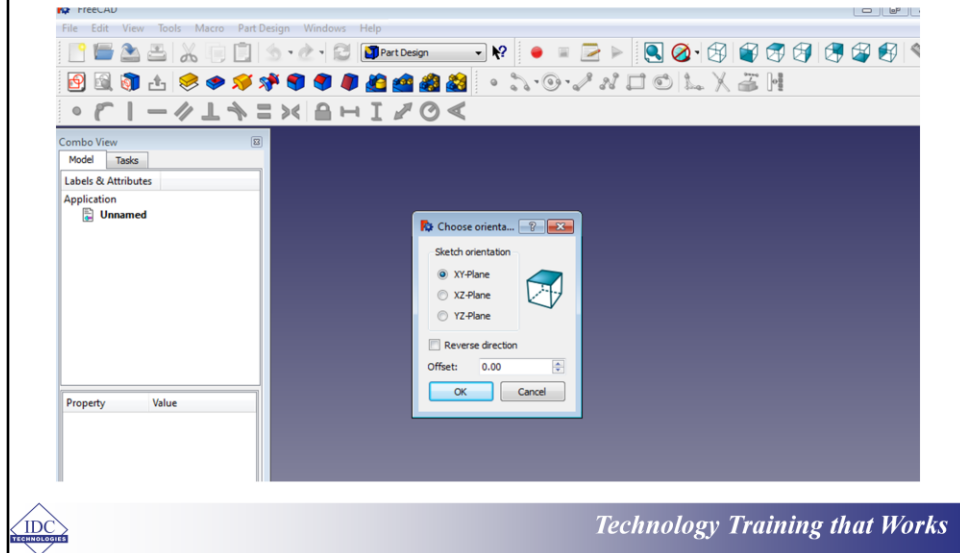 FreeCAD
File Edit View Tools Macro Part Design Windows Help
Part Design
Combo View
Model Tasks
Labels & Attributes
Application
Unnamed
Choose orienta...
Sketch orientation
XY-Plane
XZ-Plane
YZ-Plane
Reverse direction
Offset: 0.00
OK Cancel
Property Value
IDC
TECHNOLOGIES
Technology Training that Works